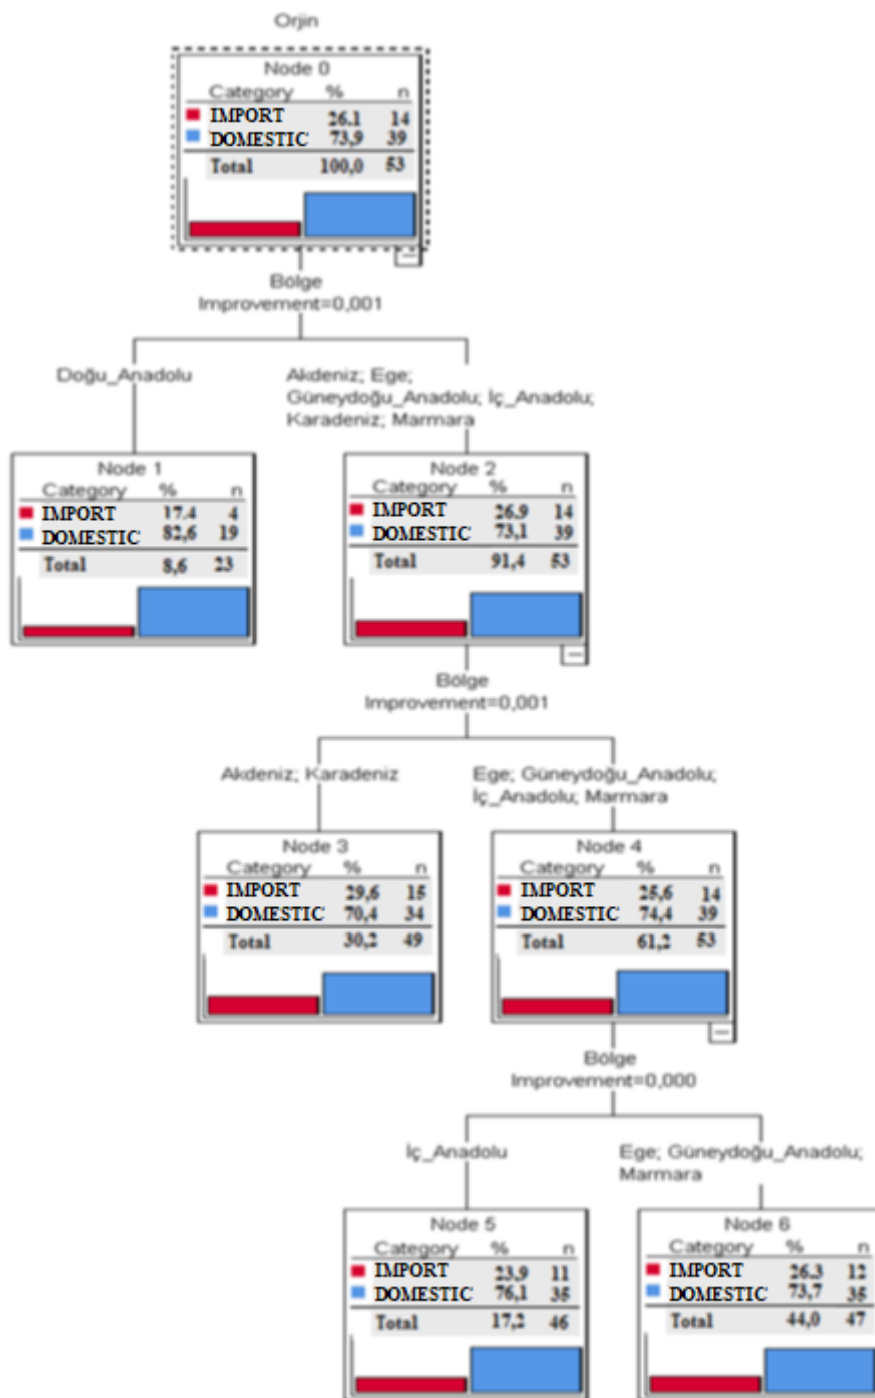 Orjin
Node 0
Category % n
IMPORT 26.1 14
DOMESTIC 73,9 39
Total 100,0 53
Bölge
Improvement=0,001
Doğu_Anadolu
Akdeniz; Ege;
Güneydoğu_Anadolu; İç_Anadolu;
Karadeniz; Marmara
Node 1
Category % n
IMPORT 17.4 4
DOMESTIC 82,6 19
Total 8,6 23
Node 2
Category % n
IMPORT 26,9 14
DOMESTIC 73,1 39
Total 91,4 53
Bölge
Improvement=0,001
Akdeniz; Karadeniz
Ege; Güneydoğu_Anadolu;
İç_Anadolu; Marmara
Node 3
Category % n
IMPORT 29,6 15
DOMESTIC 70,4 34
Total 30,2 49
Node 4
Category % n
IMPORT 25,6 14
DOMESTIC 74,4 39
Total 61,2 53
Bölge
Improvement=0,000
İç_Anadolu
Ege; Güneydoğu_Anadolu;
Marmara
Node 5
Category % n
IMPORT 23,9 11
DOMESTIC 76,1 35
Total 17,2 46
Node 6
Category % n
IMPORT 26.3 12
DOMESTIC 73,7 35
Total 44,0 47